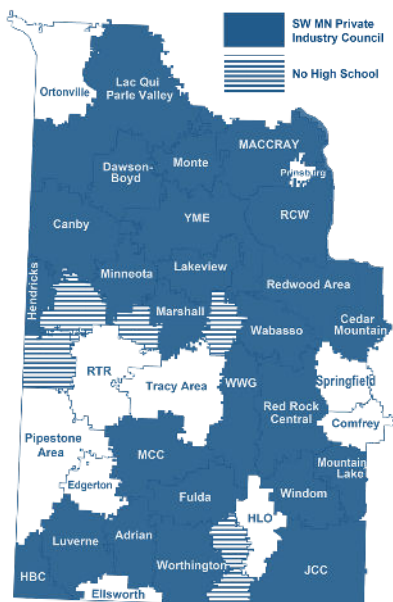 SW MN Private
Industry Council
No High School
Ortonville
Lac Qui
Parle Valley
MACCRAY
Dawson-
Boyd
Monte
Canby
YME
RCW
Hendricks
Minneota
Lakeview
Redwood Area
Marshall
Wabasso
Cedar
Mountain
RTR
Tracy Area
WWG
Springfield
Red Rock
Central
Comfrey
Pipestone
Area
MCC
Mountain
Lake
Edgerton
Fulda
Windom
HLO
Luverne
Adrian
Worthington
HBC
JCC
Ellsworth